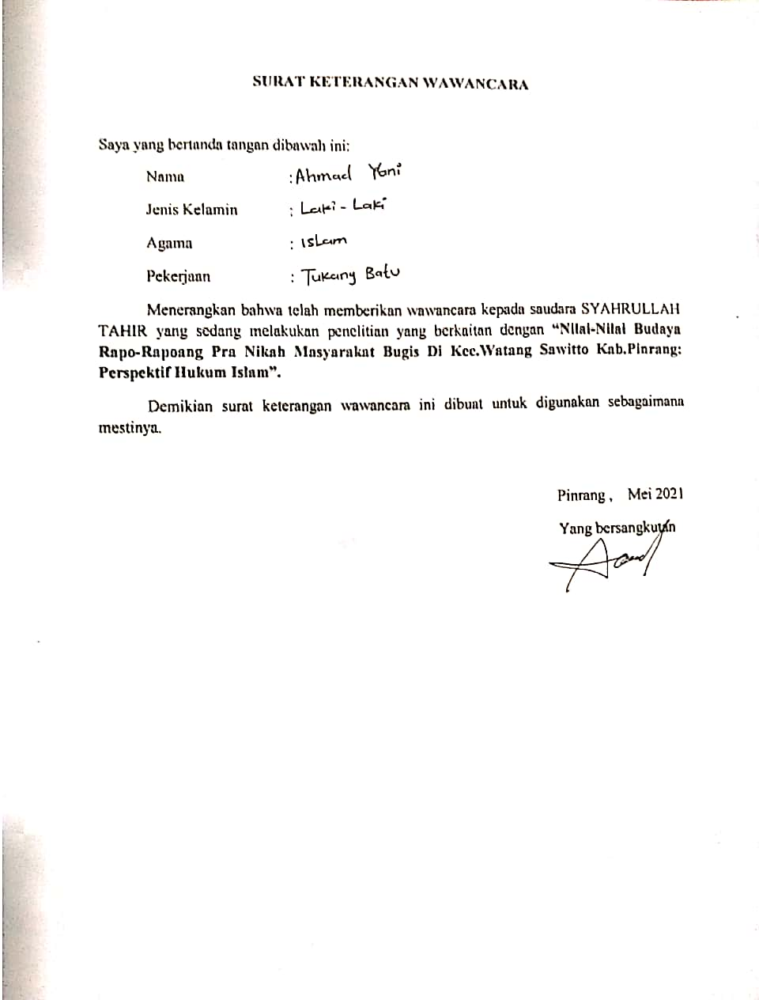 SURAT KETERANGAN WAWANCARA
Saya yang bertanda tangan dibawah ini:
Nama : Ahmad Yani
Jenis Kelamin : Laki - Laki
Agama : Islam
Pekerjaan : Tukang Batu
Menerangkan bahwa telah memberikan wawancara kepada saudara SYAHRULLAH
TAHIR yang sedang melakukan penelitian yang berkaitan dengan “Nilai-Nilai Budaya
Rapo-Rapoang Pra Nikah Masyarakat Bugis Di Kec.Watang Sawitto Kab.Pinrang:
Perspektif Hukum Islam”.
Demikian surat keterangan wawancara ini dibuat untuk digunakan sebagaimana
mestinya.
Pinrang , Mei 2021
Yang bersangkutan